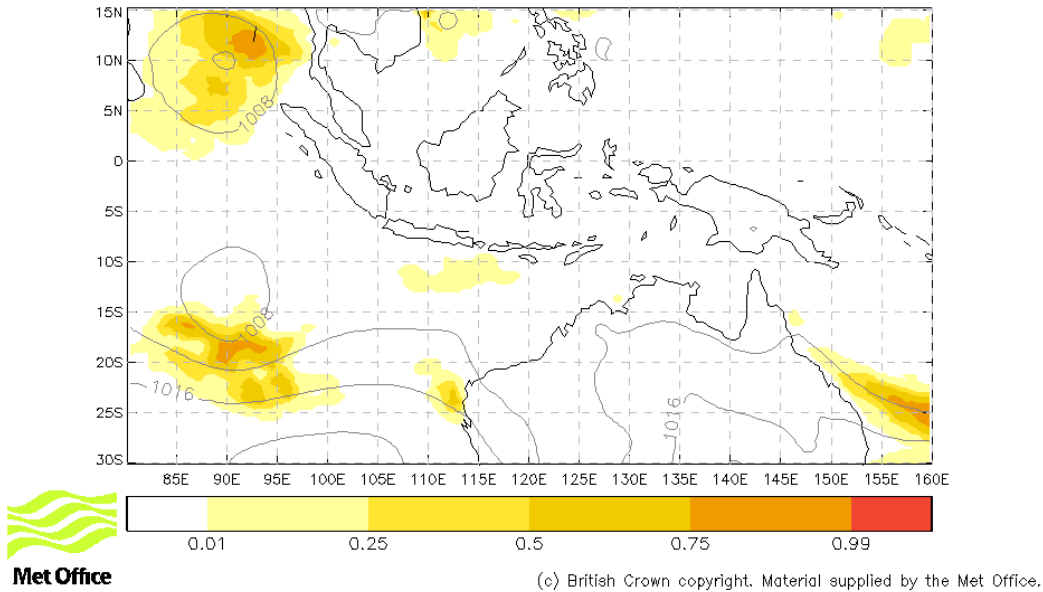 15N
10N
5N
0
5S
10S
15S
20S
25S
30S
1008
1008
1016
1016
85E 90E 95E 100E 105E 110E 115E 120E 125E 130E 135E 140E 145E 150E 155E 160E
0.01 0.25 0.5 0.75 0.99
Met Office
(c) British Crown copyright. Material supplied by the Met Office.